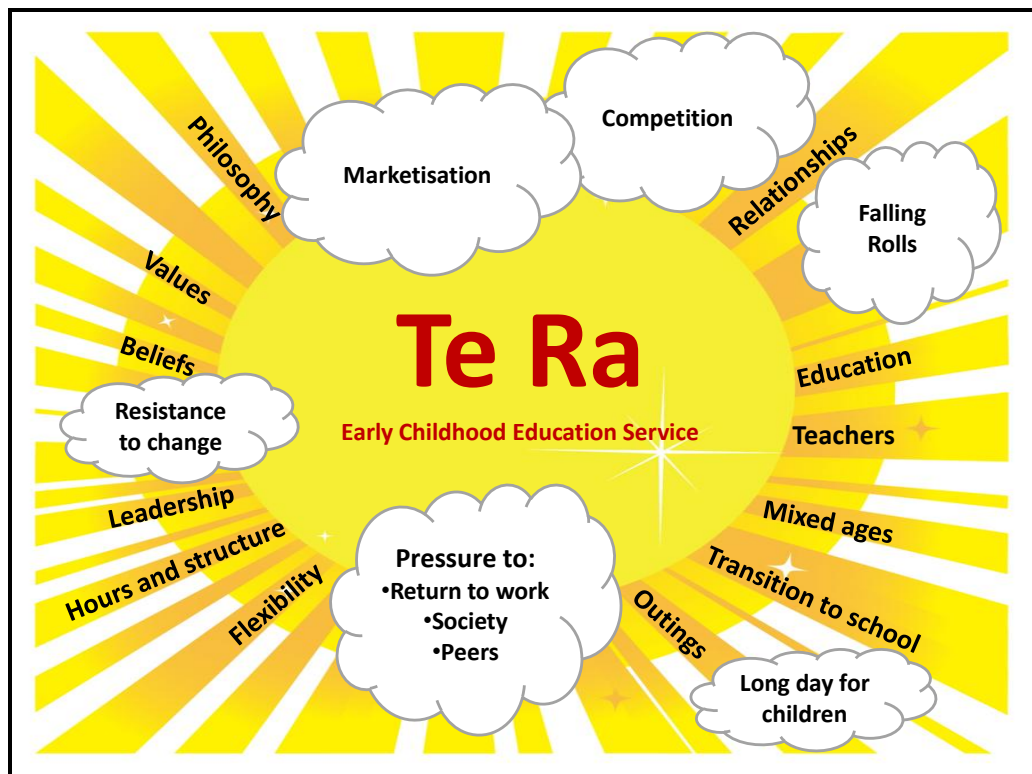 Competition
Marketisation
Philosophy
Relationships
Falling
Rolls
Values
Beliefs
Te Ra
Early Childhood Education Service
Education
Teachers
Resistance
to change
Leadership
Hours and structure
Flexibility
Pressure to:
•Return to work
•Society
•Peers
Mixed ages
Transition to school
Outings
Long day for
children